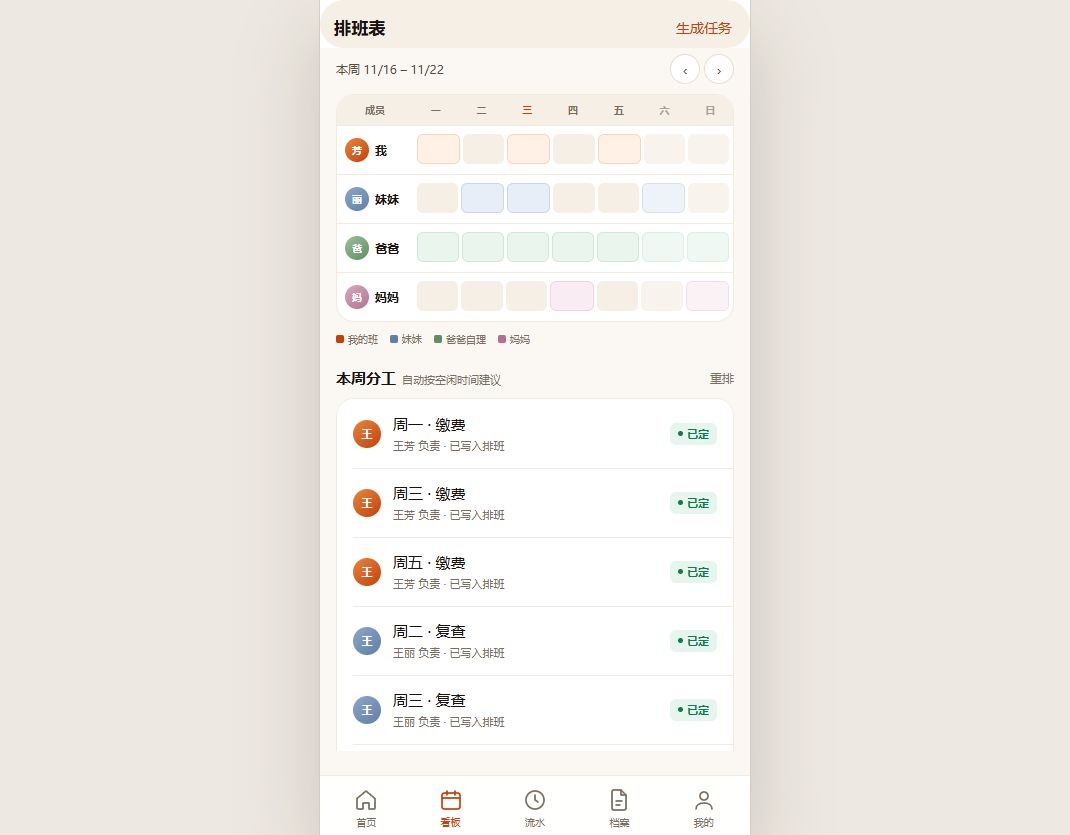 排班表 生成任务
本周 11/16 – 11/22 ‹ ›
成员 一 二 三 四 五 六 日
芳 我
丽 妹妹
爸 爸爸
妈 妈妈
我的班 妹妹 爸爸自理 妈妈
本周分工 自动按空闲时间建议 重排
王 周一 · 缴费 已定
王芳 负责 · 已写入排班
王 周三 · 缴费 已定
王芳 负责 · 已写入排班
王 周五 · 缴费 已定
王芳 负责 · 已写入排班
王 周二 · 复查 已定
王丽 负责 · 已写入排班
王 周三 · 复查 已定
王丽 负责 · 已写入排班
首页 看板 流水 档案 我的